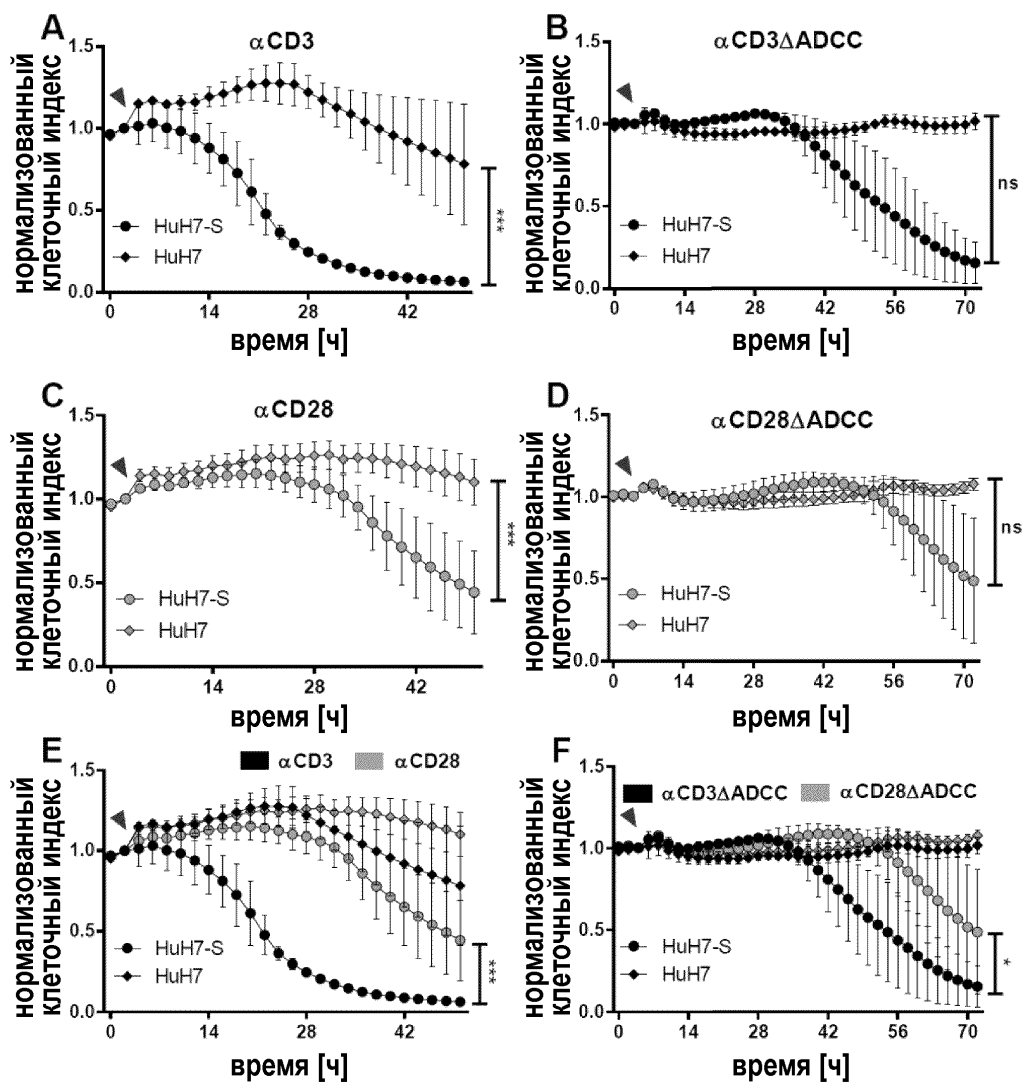 A
αCD3
нормализованный
клеточный индекс
1.5
1.0
0.5
0.0
HuH7-S
HuH7
***
0
14
28
42
время [ч]
B
αCD3ΔADCC
нормализованный
клеточный индекс
1.5
1.0
0.5
0.0
HuH7-S
HuH7
ns
0
14
28
42
56
70
время [ч]
C
αCD28
нормализованный
клеточный индекс
1.5
1.0
0.5
0.0
HuH7-S
HuH7
***
0
14
28
42
время [ч]
D
αCD28ΔADCC
нормализованный
клеточный индекс
1.5
1.0
0.5
0.0
HuH7-S
HuH7
ns
0
14
28
42
56
70
время [ч]
E
αCD3
αCD28
нормализованный
клеточный индекс
1.5
1.0
0.5
0.0
HuH7-S
HuH7
***
0
14
28
42
время [ч]
F
αCD3ΔADCC
αCD28ΔADCC
нормализованный
клеточный индекс
1.5
1.0
0.5
0.0
HuH7-S
HuH7
*
0
14
28
42
56
70
время [ч]